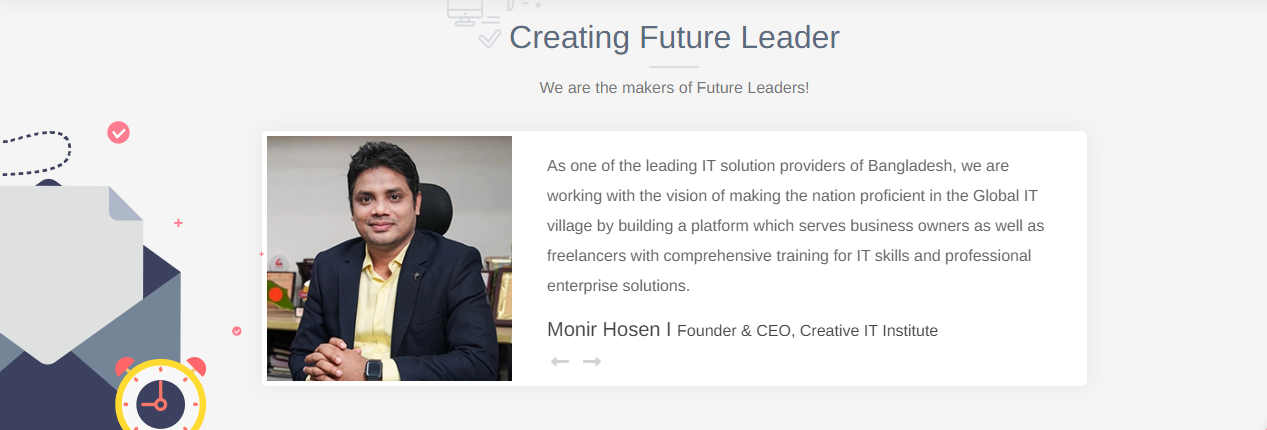 Creating Future Leader
We are the makers of Future Leaders!
As one of the leading IT solution providers of Bangladesh, we are
working with the vision of making the nation proficient in the Global IT
village by building a platform which serves business owners as well as
freelancers with comprehensive training for IT skills and professional
enterprise solutions.
Monir Hosen I Founder & CEO, Creative IT Institute